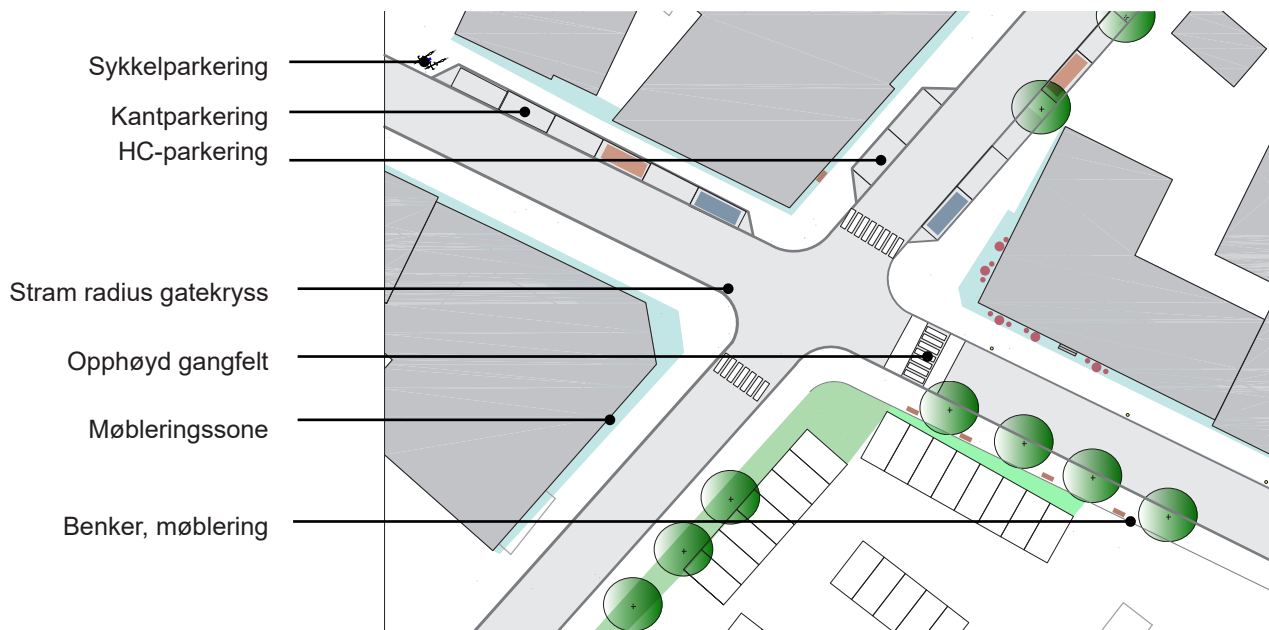 Sykkelparkering
Kantparkering
HC-parkering
Stram radius gatekryss
Opphøyd gangfelt
Møbleringssone
Benker, møblering